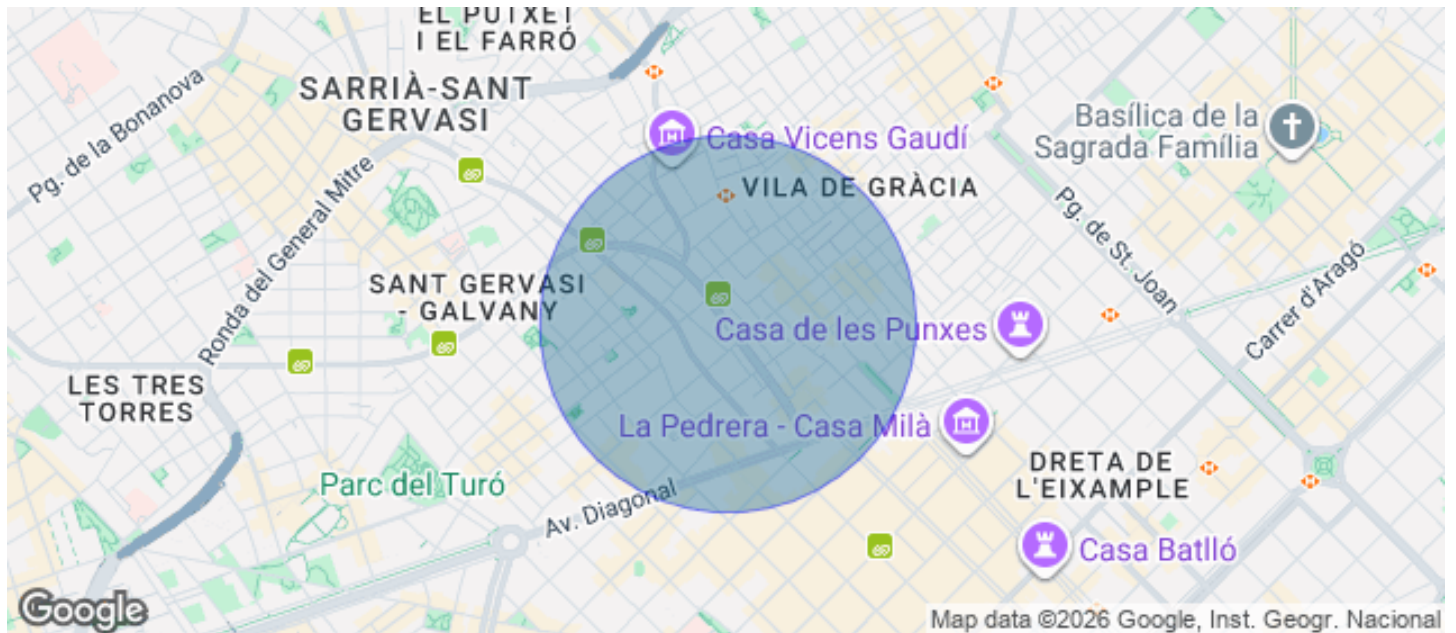 EL PUTXET
I EL FARRÓ
SARRIÀ-SANT
GERVASI
Pg. de la Bonanova
Casa Vicens Gaudí
Basílica de la
Sagrada Família
VILA DE GRÀCIA
Ronda del General Mitre
Pg. de St. Joan
SANT GERVASI
- GALVANY
Carrer d'Aragó
Casa de les Punxes
LES TRES
TORRES
La Pedrera - Casa Milà
DRETA DE
L'EIXAMPLE
Parc del Turó
Av. Diagonal
Casa Batlló
Google
Map data ©2026 Google, Inst. Geogr. Nacional